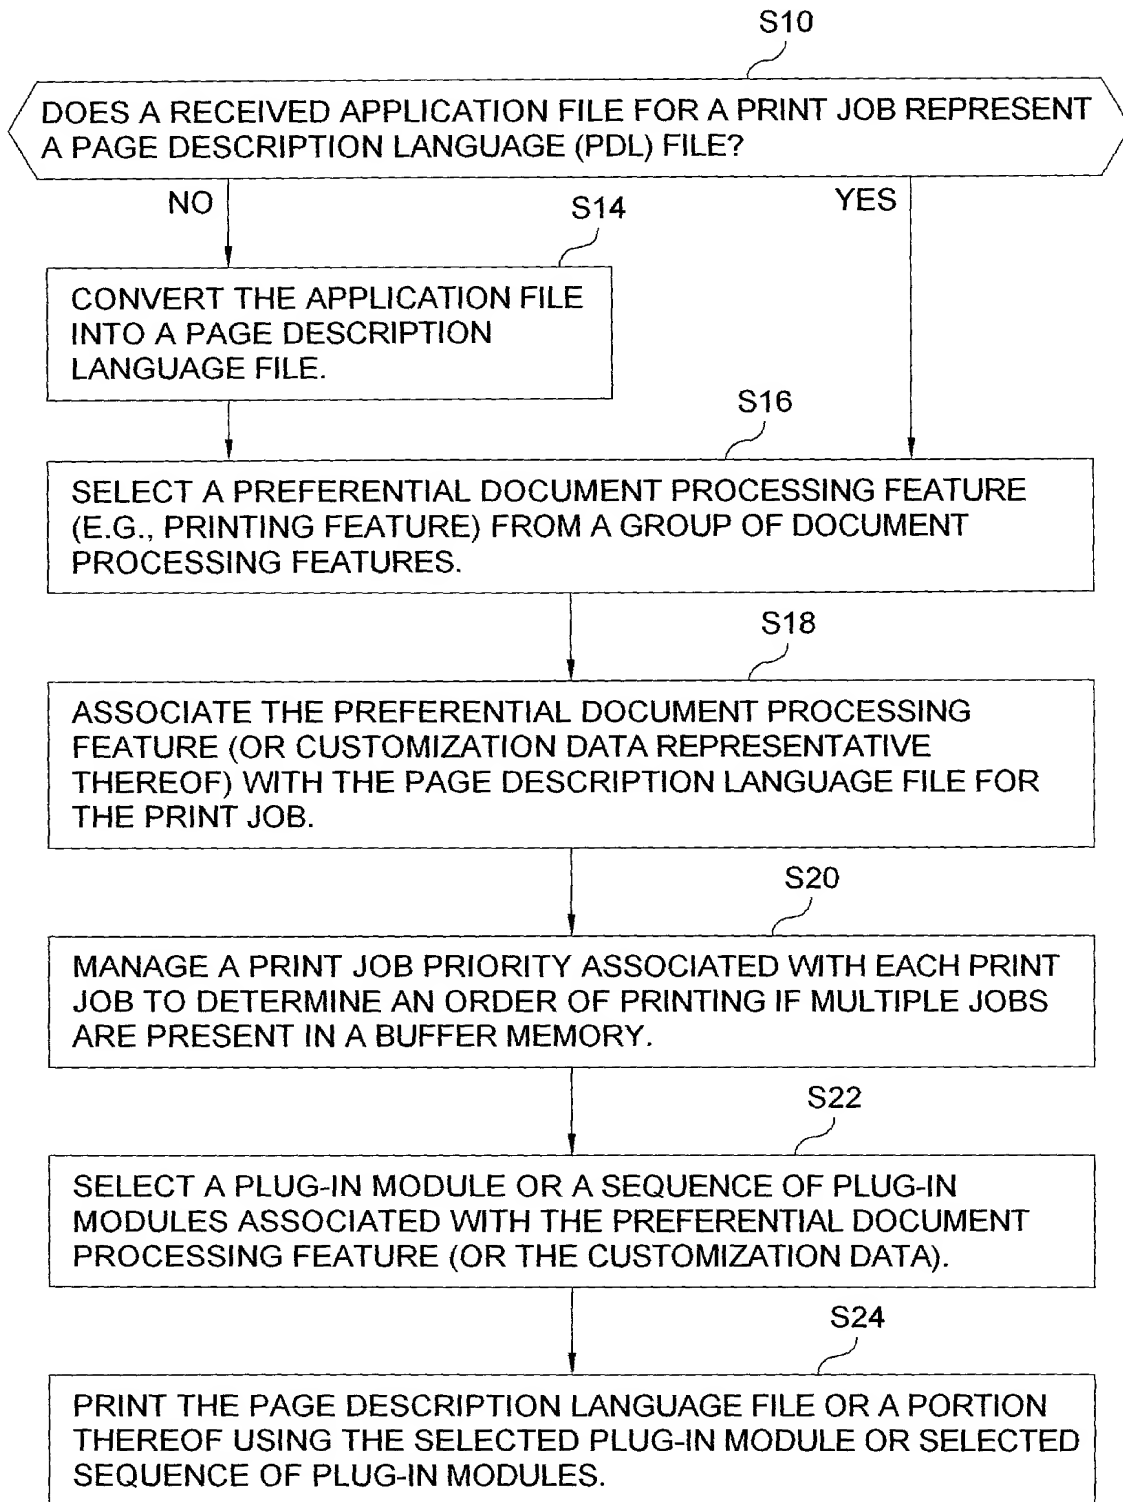 S10
DOES A RECEIVED APPLICATION FILE FOR A PRINT JOB REPRESENT
A PAGE DESCRIPTION LANGUAGE (PDL) FILE?
NO
YES
S14
CONVERT THE APPLICATION FILE
INTO A PAGE DESCRIPTION
LANGUAGE FILE.
S16
SELECT A PREFERENTIAL DOCUMENT PROCESSING FEATURE
(E.G., PRINTING FEATURE) FROM A GROUP OF DOCUMENT
PROCESSING FEATURES.
S18
ASSOCIATE THE PREFERENTIAL DOCUMENT PROCESSING
FEATURE (OR CUSTOMIZATION DATA REPRESENTATIVE
THEREOF) WITH THE PAGE DESCRIPTION LANGUAGE FILE FOR
THE PRINT JOB.
S20
MANAGE A PRINT JOB PRIORITY ASSOCIATED WITH EACH PRINT
JOB TO DETERMINE AN ORDER OF PRINTING IF MULTIPLE JOBS
ARE PRESENT IN A BUFFER MEMORY.
S22
SELECT A PLUG-IN MODULE OR A SEQUENCE OF PLUG-IN
MODULES ASSOCIATED WITH THE PREFERENTIAL DOCUMENT
PROCESSING FEATURE (OR THE CUSTOMIZATION DATA).
S24
PRINT THE PAGE DESCRIPTION LANGUAGE FILE OR A PORTION
THEREOF USING THE SELECTED PLUG-IN MODULE OR SELECTED
SEQUENCE OF PLUG-IN MODULES.